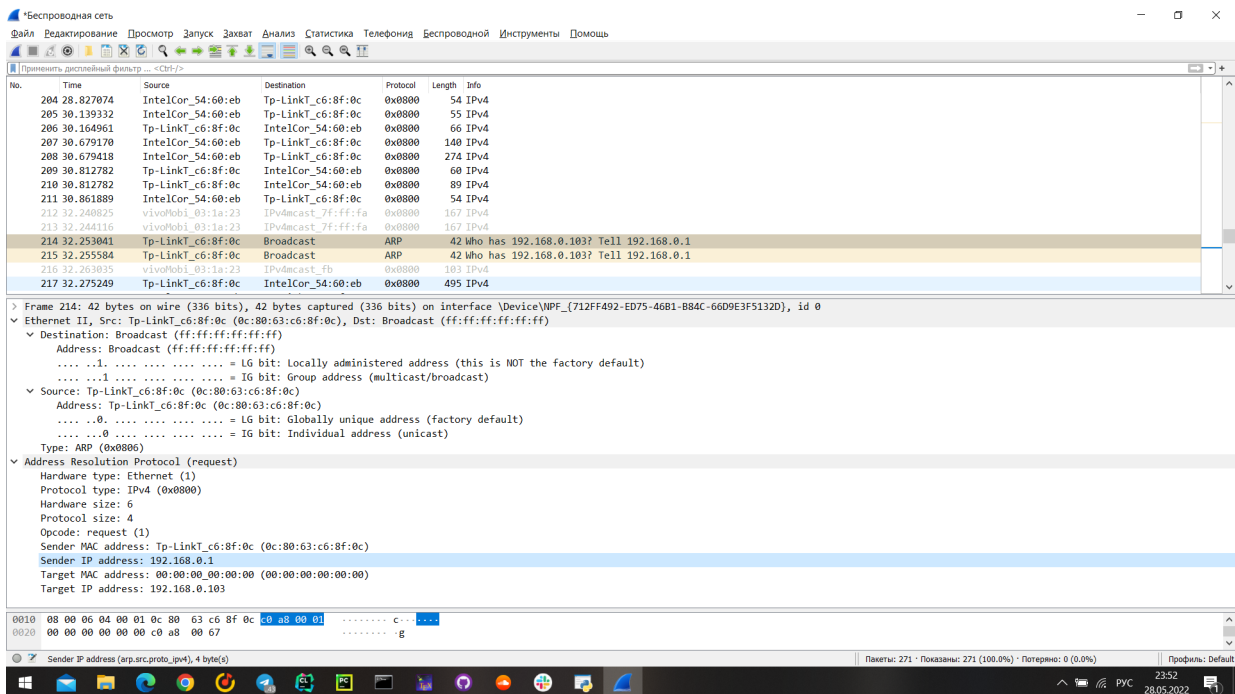 *Беспроводная сеть
Файл Редактирование Просмотр Запуск Захват Анализ Статистика Телефония Беспроводной Инструменты Помощь
Применить дисплейный фильтр ... <Ctrl-/>
No. Time Source Destination Protocol Length Info
204 28.827074 IntelCor_54:60:eb Tp-LinkT_c6:8f:0c 0x0800 54 IPv4
205 30.139332 IntelCor_54:60:eb Tp-LinkT_c6:8f:0c 0x0800 55 IPv4
206 30.164961 Tp-LinkT_c6:8f:0c IntelCor_54:60:eb 0x0800 66 IPv4
207 30.679170 IntelCor_54:60:eb Tp-LinkT_c6:8f:0c 0x0800 140 IPv4
208 30.679418 IntelCor_54:60:eb Tp-LinkT_c6:8f:0c 0x0800 274 IPv4
209 30.812782 Tp-LinkT_c6:8f:0c IntelCor_54:60:eb 0x0800 60 IPv4
210 30.812782 Tp-LinkT_c6:8f:0c IntelCor_54:60:eb 0x0800 89 IPv4
211 30.861889 IntelCor_54:60:eb Tp-LinkT_c6:8f:0c 0x0800 54 IPv4
212 32.240825 vivoMobi_03:1a:23 IPv4mcast_7f:ff:fa 0x0800 167 IPv4
213 32.244116 vivoMobi_03:1a:23 IPv4mcast_7f:ff:fa 0x0800 167 IPv4
214 32.253041 Tp-LinkT_c6:8f:0c Broadcast ARP 42 Who has 192.168.0.103? Tell 192.168.0.1
215 32.255584 Tp-LinkT_c6:8f:0c Broadcast ARP 42 Who has 192.168.0.103? Tell 192.168.0.1
216 32.263035 vivoMobi_03:1a:23 IPv4mcast_fb 0x0800 103 IPv4
217 32.275249 Tp-LinkT_c6:8f:0c IntelCor_54:60:eb 0x0800 495 IPv4
Frame 214: 42 bytes on wire (336 bits), 42 bytes captured (336 bits) on interface \Device\NPF_{712FF492-ED75-46B1-B84C-66D9E3F5132D}, id 0
Ethernet II, Src: Tp-LinkT_c6:8f:0c (0c:80:63:c6:8f:0c), Dst: Broadcast (ff:ff:ff:ff:ff:ff)
Destination: Broadcast (ff:ff:ff:ff:ff:ff)
Address: Broadcast (ff:ff:ff:ff:ff:ff)
.... ..1. .... .... .... .... = LG bit: Locally administered address (this is NOT the factory default)
.... ...1 .... .... .... .... = IG bit: Group address (multicast/broadcast)
Source: Tp-LinkT_c6:8f:0c (0c:80:63:c6:8f:0c)
Address: Tp-LinkT_c6:8f:0c (0c:80:63:c6:8f:0c)
.... ..0. .... .... .... .... = LG bit: Globally unique address (factory default)
.... ...0 .... .... .... .... = IG bit: Individual address (unicast)
Type: ARP (0x0806)
Address Resolution Protocol (request)
Hardware type: Ethernet (1)
Protocol type: IPv4 (0x0800)
Hardware size: 6
Protocol size: 4
Opcode: request (1)
Sender MAC address: Tp-LinkT_c6:8f:0c (0c:80:63:c6:8f:0c)
Sender IP address: 192.168.0.1
Target MAC address: 00:00:00_00:00:00 (00:00:00:00:00:00)
Target IP address: 192.168.0.103
0010 08 00 06 04 00 01 0c 80 63 c6 8f 0c c0 a8 00 01 ········ c·······
0020 00 00 00 00 00 00 c0 a8 00 67 ········ ·g
Sender IP address (arp.src.proto_ipv4), 4 byte(s) Пакеты: 271 · Показаны: 271 (100.0%) · Потеряно: 0 (0.0%) Профиль: Default
РУС 23:52
28.05.2022